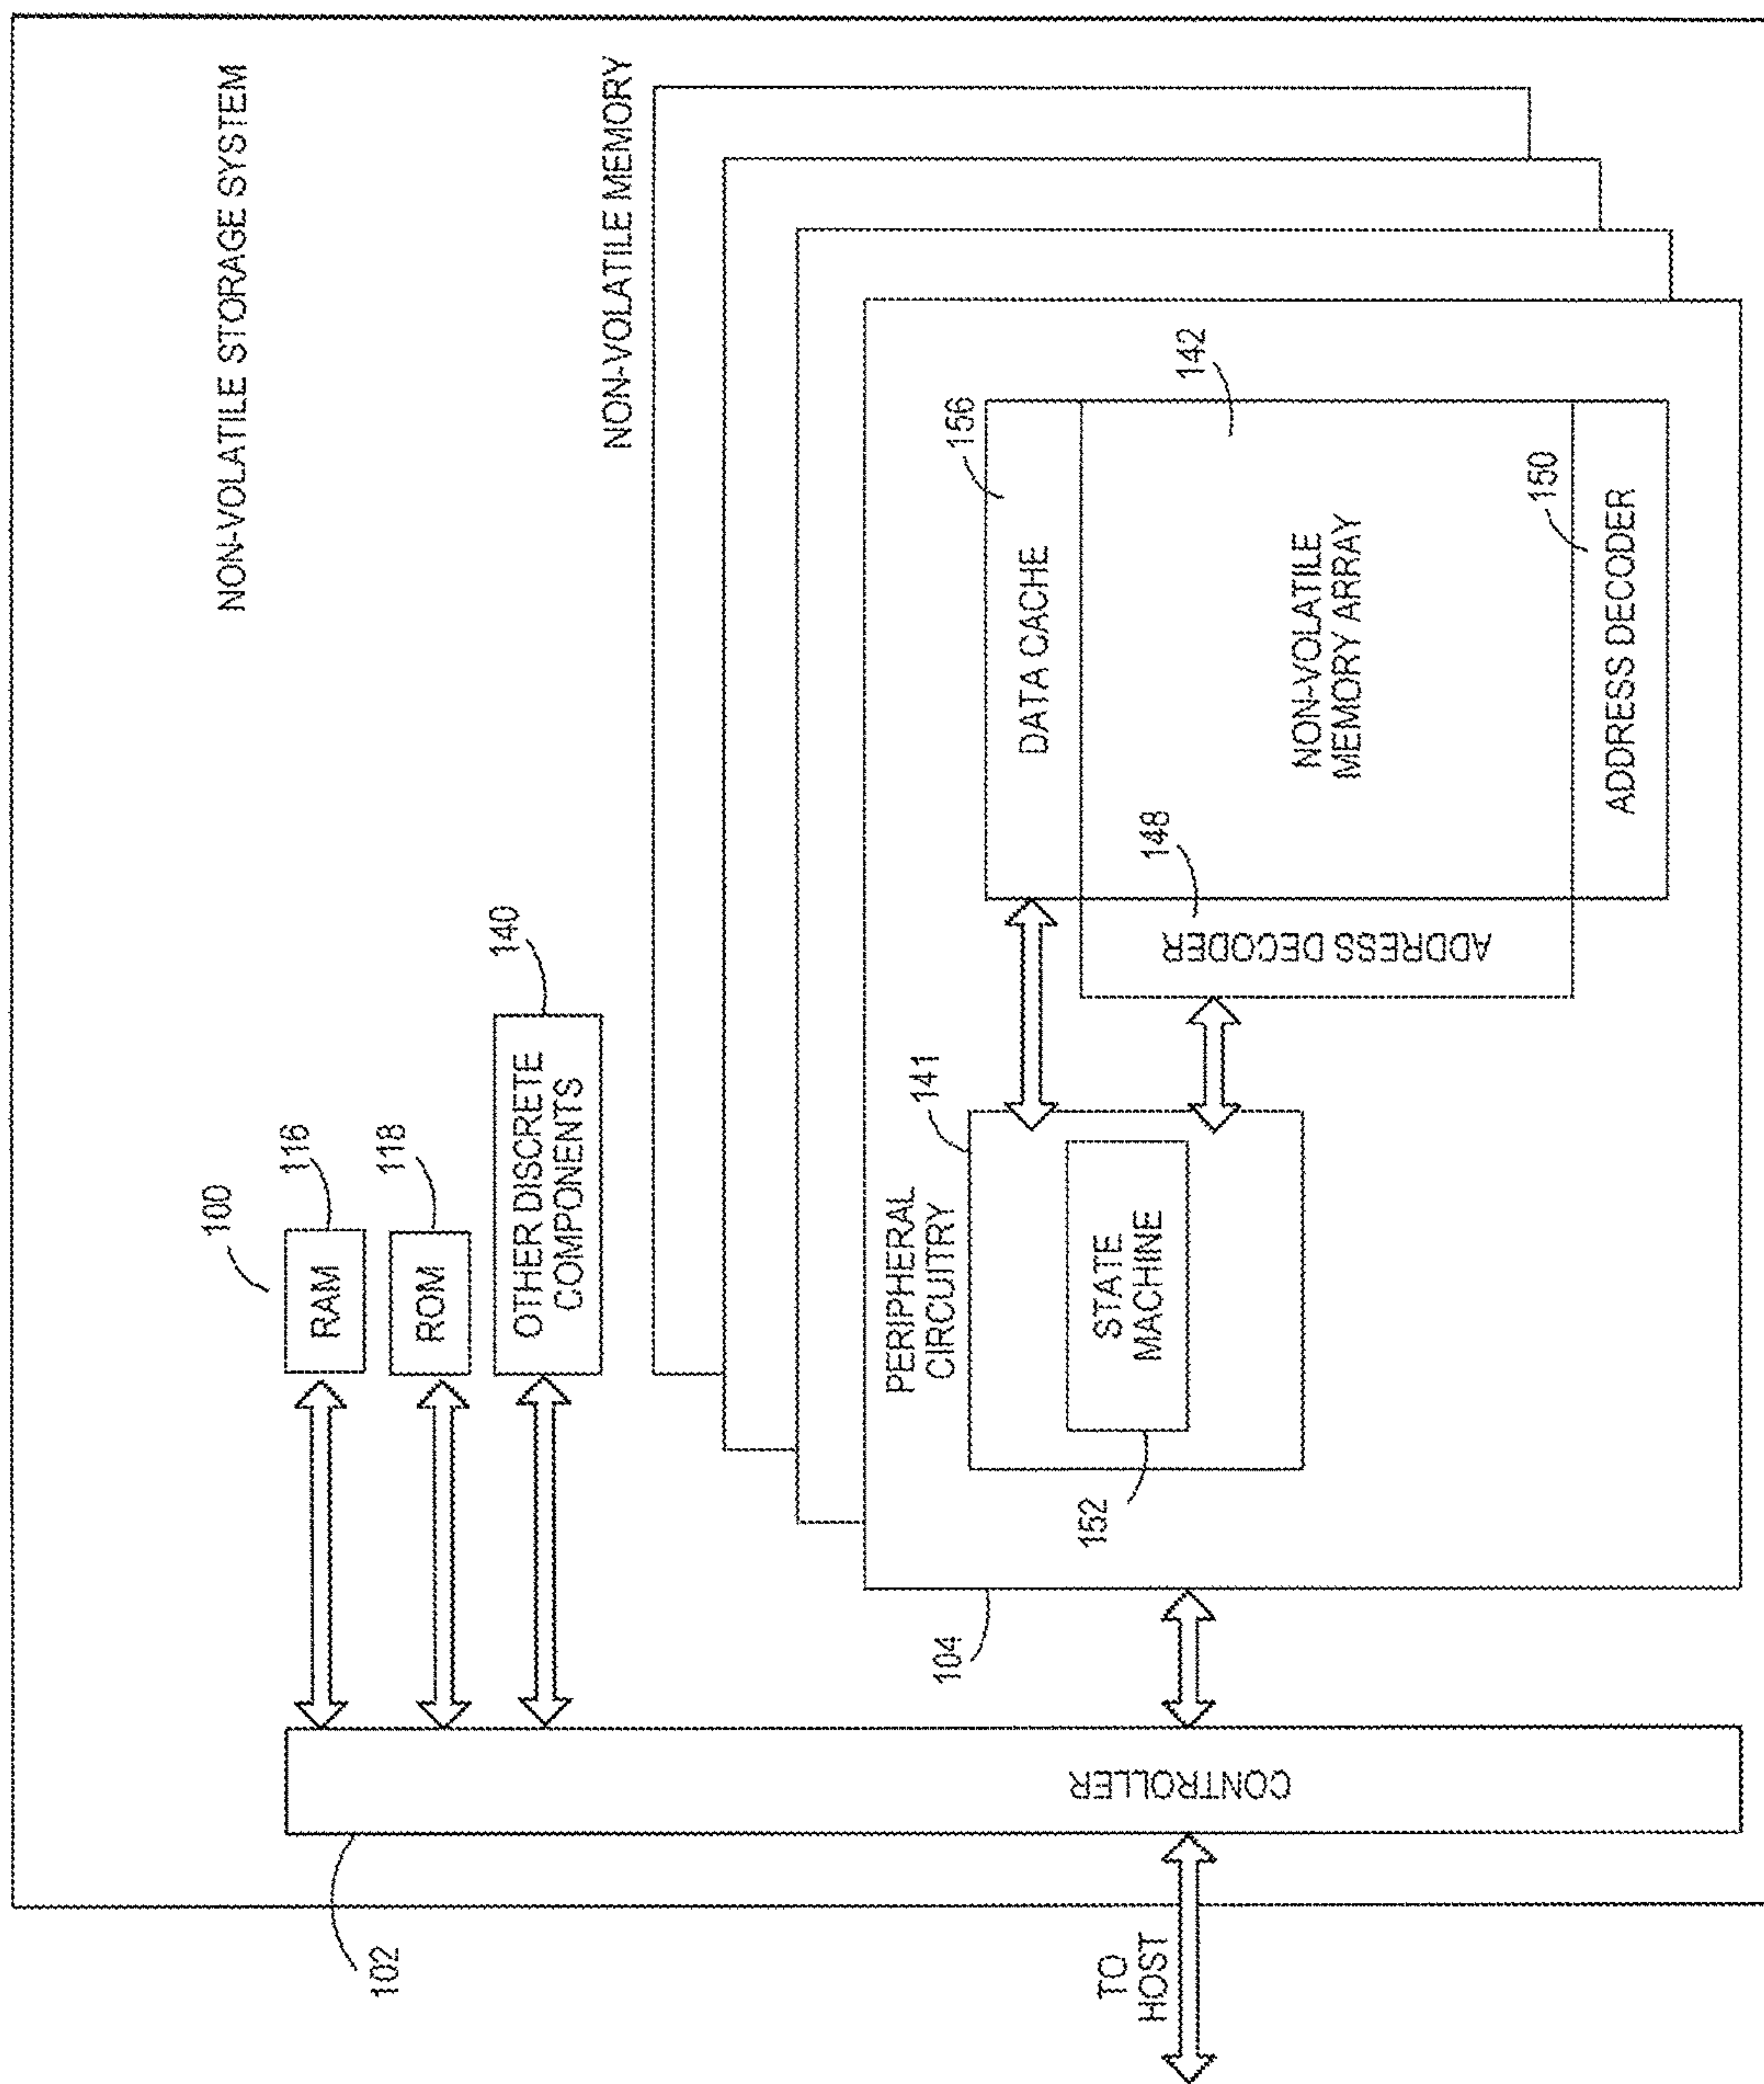 NON-VOLATILE STORAGE SYSTEM
100
116
RAM
118
ROM
140
OTHER DISCRETE
COMPONENTS
NON-VOLATILE MEMORY
102
CONTROLLER
TO
HOST
104
PERIPHERAL
CIRCUITRY
141
STATE
MACHINE
152
DATA CACHE
156
142
NON-VOLATILE
MEMORY ARRAY
148
ADDRESS DECODER
150
ADDRESS DECODER